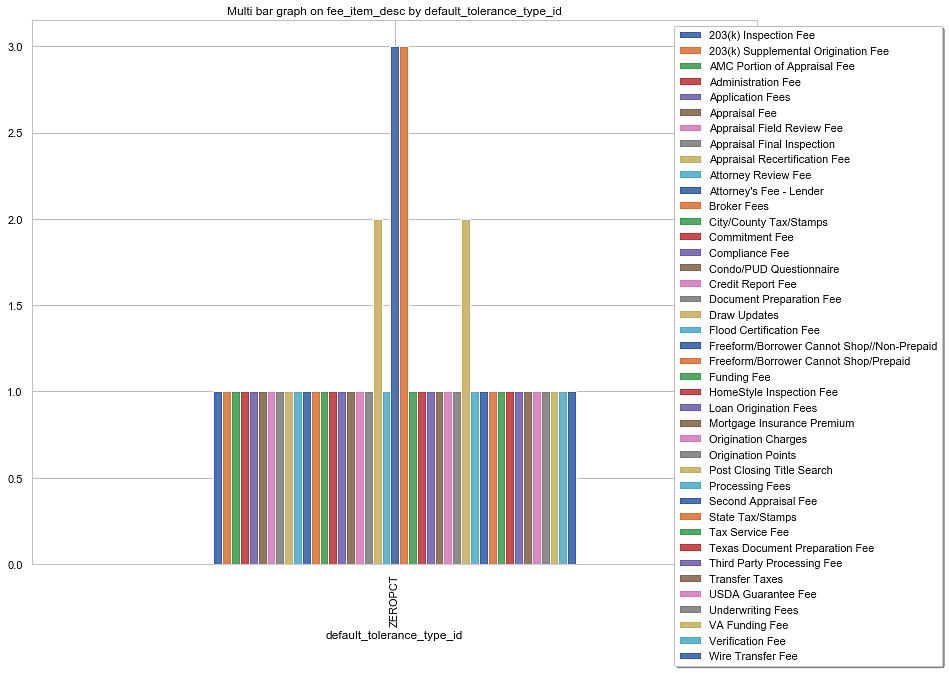 Multi bar graph on fee_item_desc by default_tolerance_type_id
3.0
2.5
2.0
1.5
1.0
0.5
0.0
ZEROPCT
default_tolerance_type_id
203(k) Inspection Fee
203(k) Supplemental Origination Fee
AMC Portion of Appraisal Fee
Administration Fee
Application Fees
Appraisal Fee
Appraisal Field Review Fee
Appraisal Final Inspection
Appraisal Recertification Fee
Attorney Review Fee
Attorney's Fee - Lender
Broker Fees
City/County Tax/Stamps
Commitment Fee
Compliance Fee
Condo/PUD Questionnaire
Credit Report Fee
Document Preparation Fee
Draw Updates
Flood Certification Fee
Freeform/Borrower Cannot Shop//Non-Prepaid
Freeform/Borrower Cannot Shop/Prepaid
Funding Fee
HomeStyle Inspection Fee
Loan Origination Fees
Mortgage Insurance Premium
Origination Charges
Origination Points
Post Closing Title Search
Processing Fees
Second Appraisal Fee
State Tax/Stamps
Tax Service Fee
Texas Document Preparation Fee
Third Party Processing Fee
Transfer Taxes
USDA Guarantee Fee
Underwriting Fees
VA Funding Fee
Verification Fee
Wire Transfer Fee